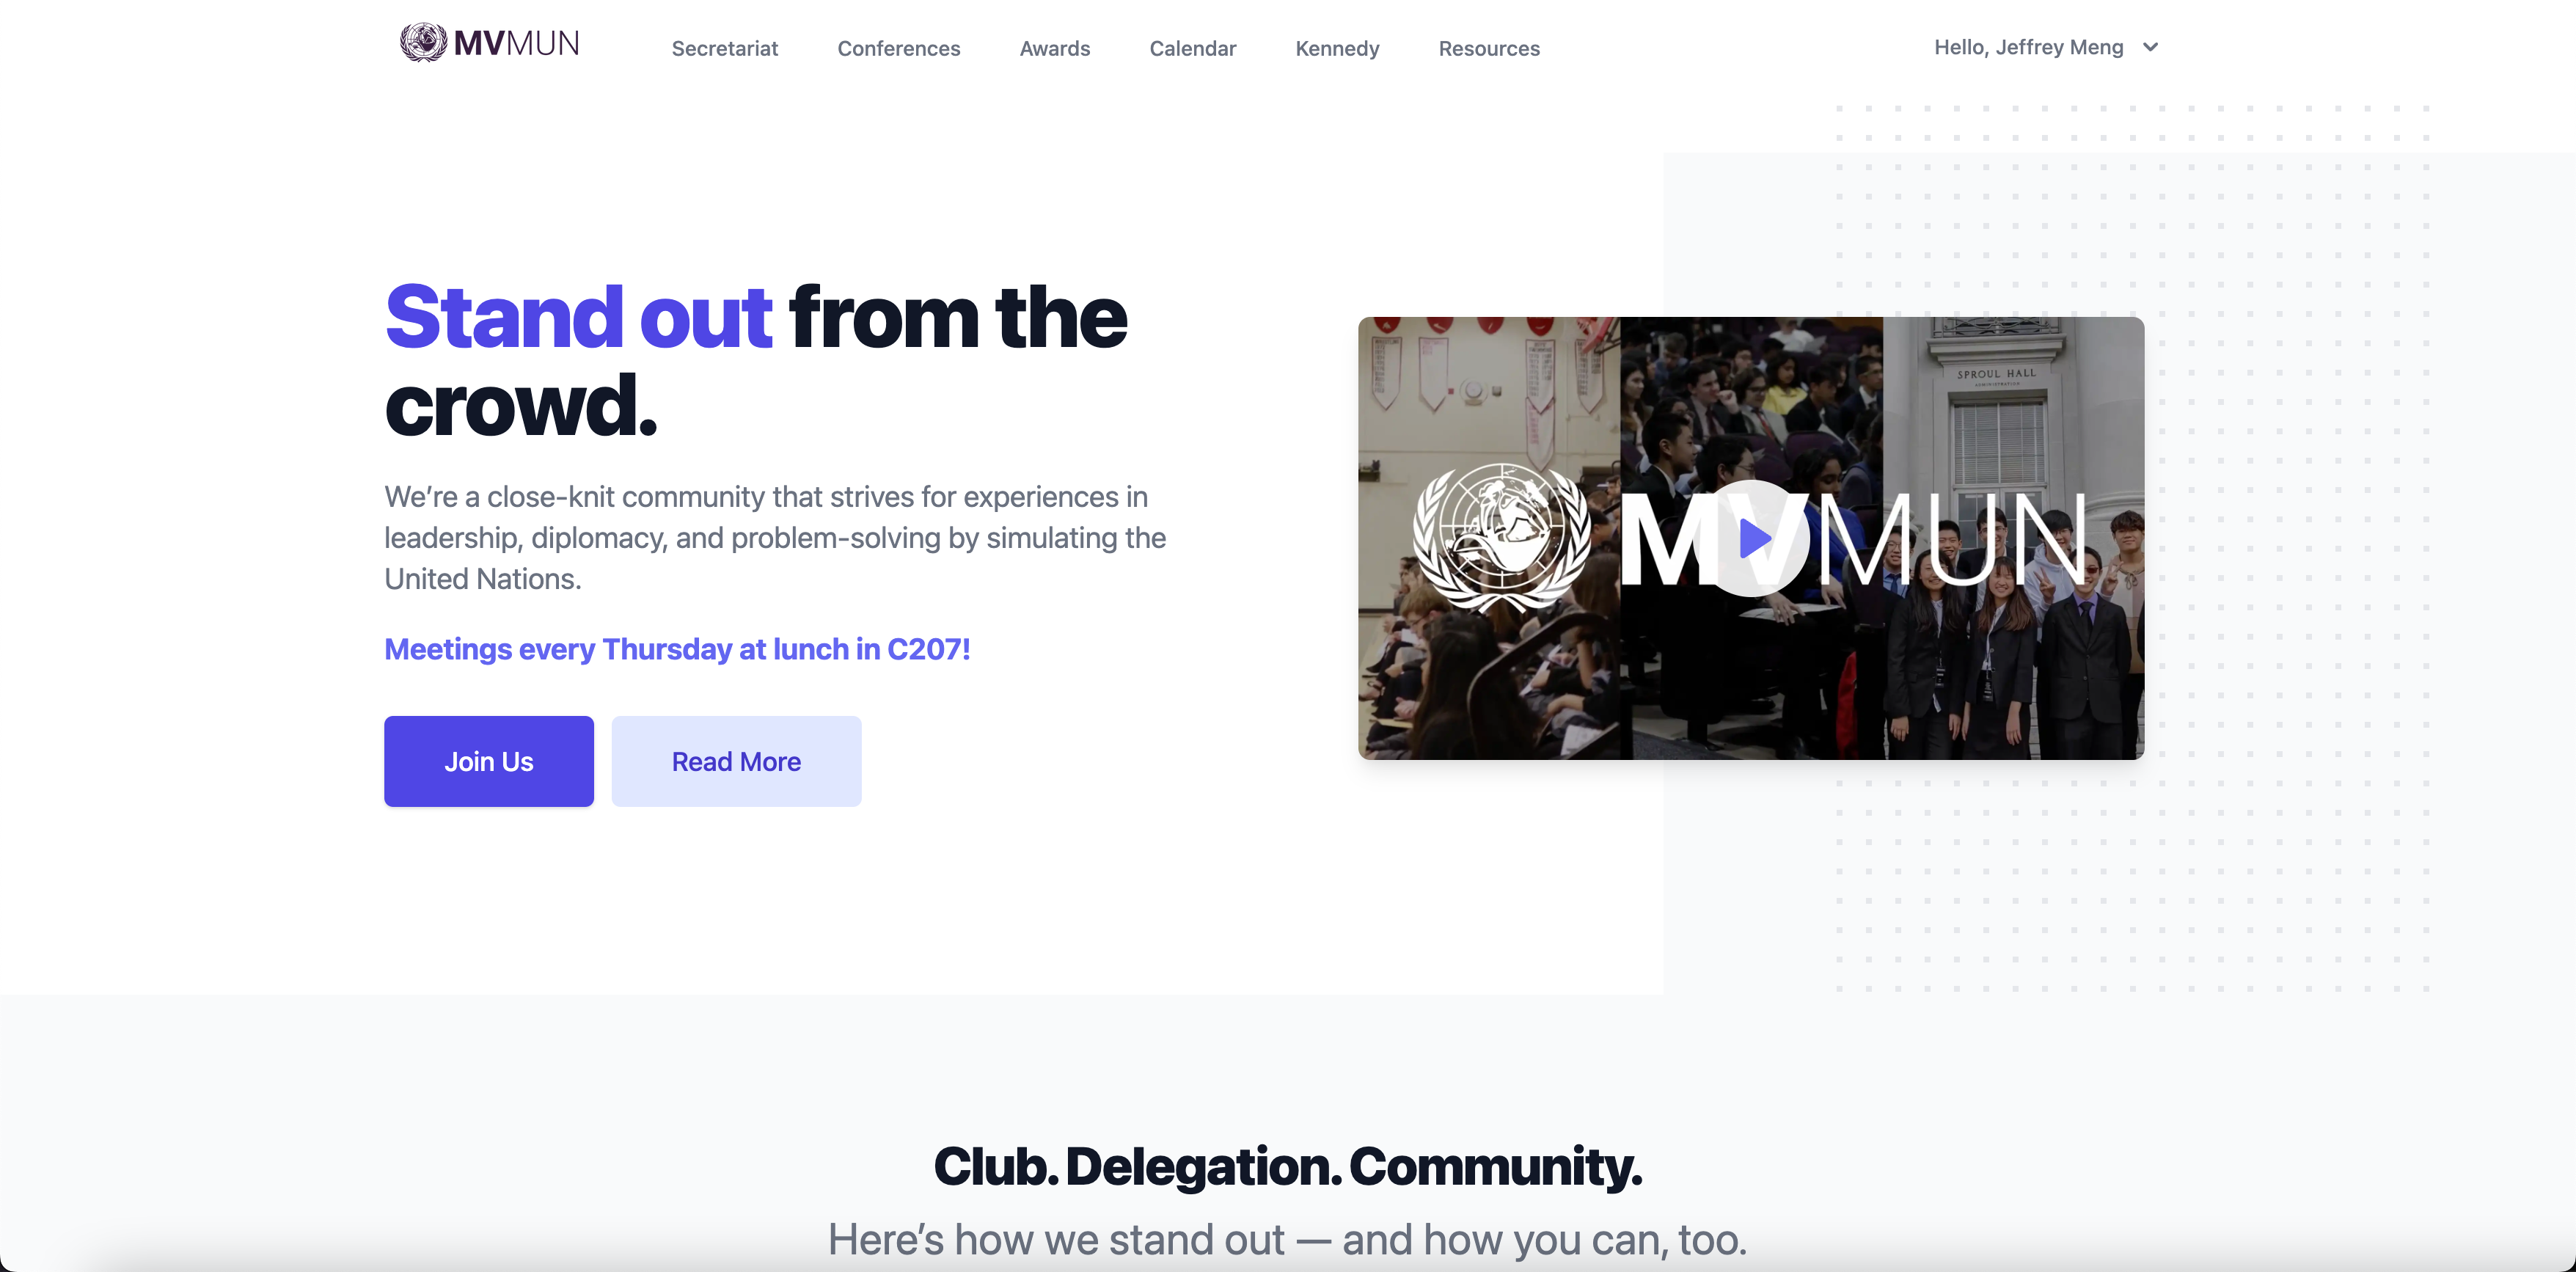 MVMUN
Secretariat
Conferences
Awards
Calendar
Kennedy
Resources
Hello, Jeffrey Meng
Stand out from the
crowd.
We’re a close-knit community that strives for experiences in
leadership, diplomacy, and problem-solving by simulating the
United Nations.
Meetings every Thursday at lunch in C207!
Join Us
Read More
SPROUL HALL
ADMINISTRATION
MVMUN
Club. Delegation. Community.
Here’s how we stand out — and how you can, too.